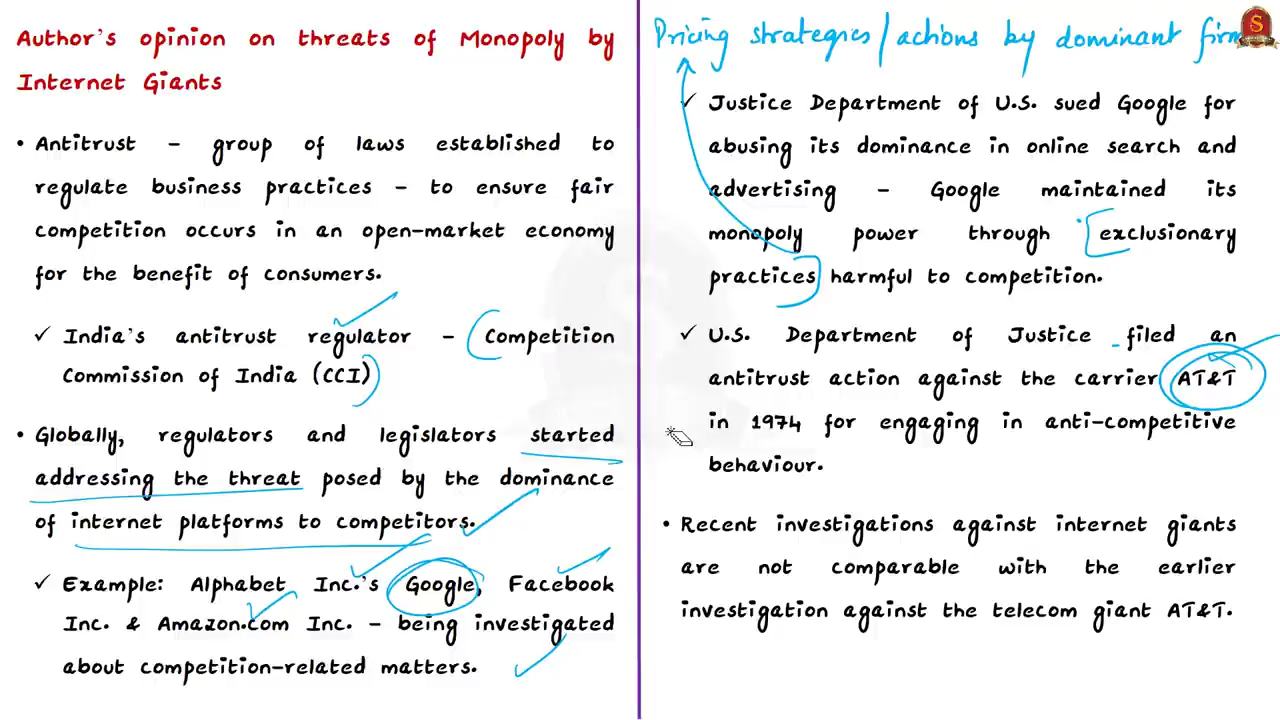 Author's opinion on threats of Monopoly by
Internet Giants
• Antitrust – group of laws established to
regulate business practices – to ensure fair
competition occurs in an open-market economy
for the benefit of consumers.
✓ India's antitrust regulator – Competition
Commission of India (CCI)
• Globally, regulators and legislators started
addressing the threat posed by the dominance
of internet platforms to competitors.
✓ Example: Alphabet Inc.'s Google, Facebook
Inc. & Amazon.com Inc. – being investigated
about competition-related matters.
Pricing strategies/actions by dominant firm
S
✓ Justice Department of U.S. sued Google for
abusing its dominance in online search and
advertising – Google maintained its
monopoly power through exclusionary
practices harmful to competition.
✓ U.S. Department of Justice filed an
antitrust action against the carrier AT&T
in 1974 for engaging in anti-competitive
behaviour.
• Recent investigations against internet giants
are not comparable with the earlier
investigation against the telecom giant AT&T.